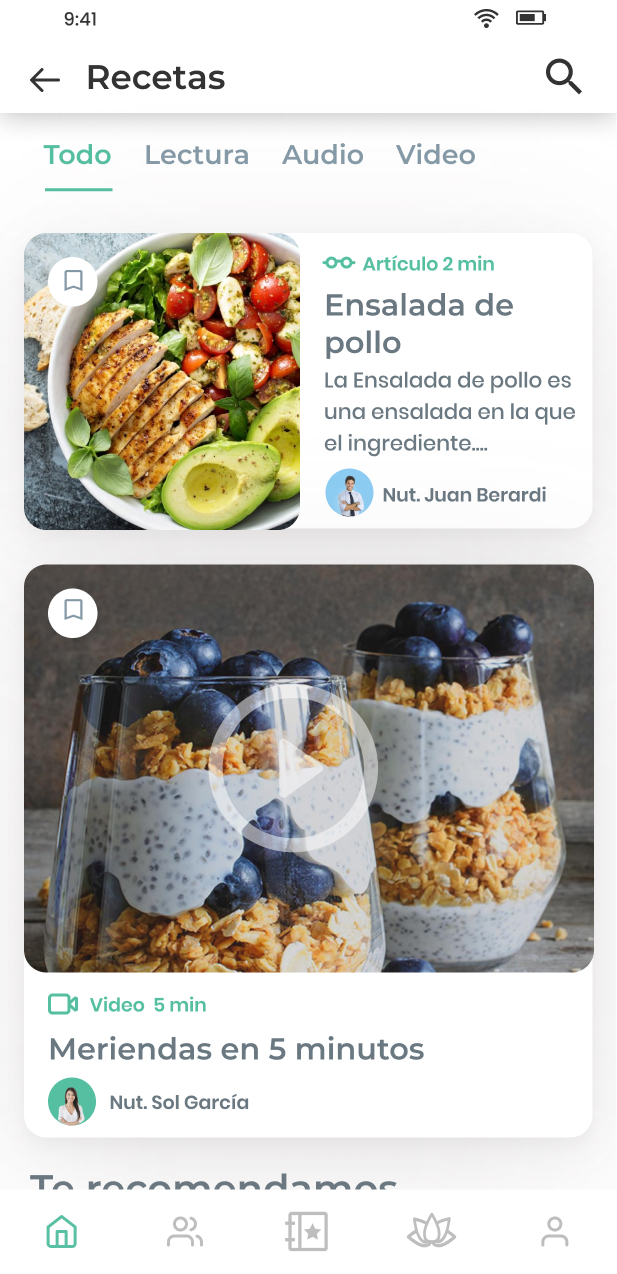 9:41
Recetas
Todo Lectura Audio Video
Artículo 2 min
Ensalada de
pollo
La Ensalada de pollo es
una ensalada en la que
el ingrediente....
Nut. Juan Berardi
Video 5 min
Meriendas en 5 minutos
Nut. Sol García
Te recomendamos